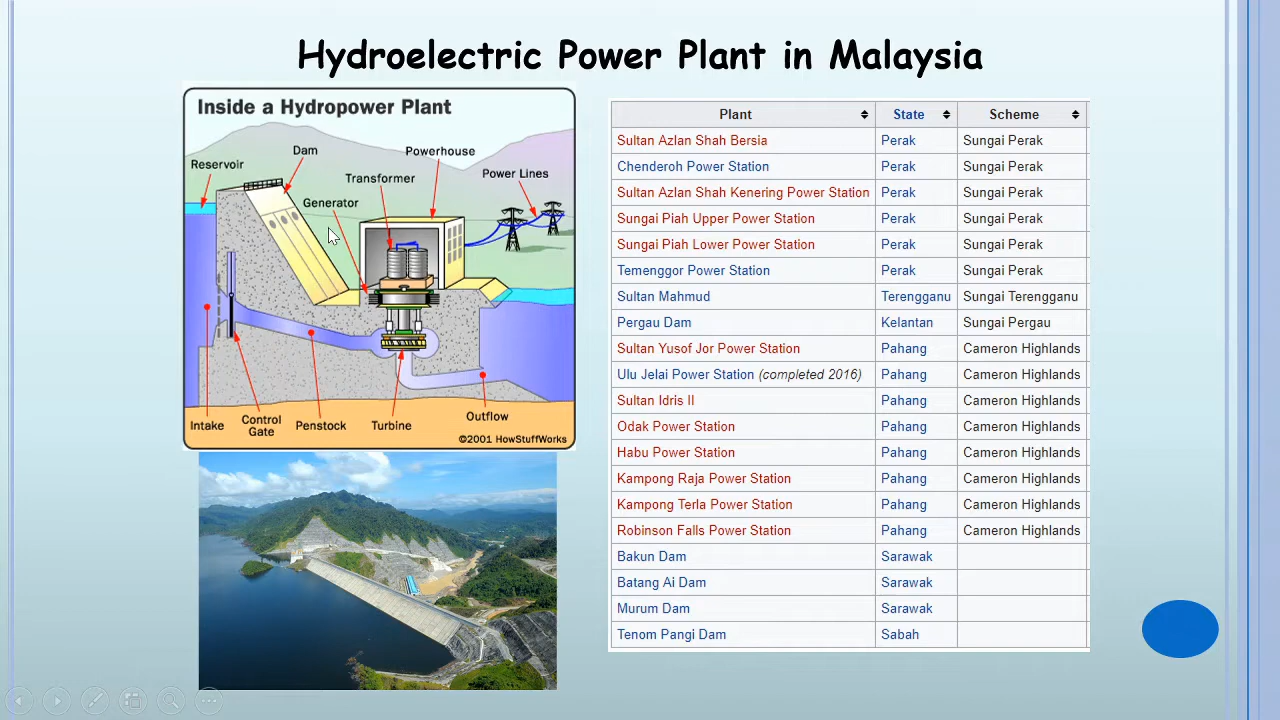 Hydroelectric Power Plant in Malaysia
Inside a Hydropower Plant
Reservoir
Dam
Powerhouse
Transformer
Power Lines
Generator
Intake
Control
Gate
Penstock
Turbine
Outflow
©2001 HowStuffWorks
Plant State Scheme
Sultan Azlan Shah Bersia Perak Sungai Perak
Chenderoh Power Station Perak Sungai Perak
Sultan Azlan Shah Kenering Power Station Perak Sungai Perak
Sungai Piah Upper Power Station Perak Sungai Perak
Sungai Piah Lower Power Station Perak Sungai Perak
Temenggor Power Station Perak Sungai Perak
Sultan Mahmud Terengganu Sungai Terengganu
Pergau Dam Kelantan Sungai Pergau
Sultan Yusof Jor Power Station Pahang Cameron Highlands
Ulu Jelai Power Station (completed 2016) Pahang Cameron Highlands
Sultan Idris II Pahang Cameron Highlands
Odak Power Station Pahang Cameron Highlands
Habu Power Station Pahang Cameron Highlands
Kampong Raja Power Station Pahang Cameron Highlands
Kampong Terla Power Station Pahang Cameron Highlands
Robinson Falls Power Station Pahang Cameron Highlands
Bakun Dam Sarawak
Batang Ai Dam Sarawak
Murum Dam Sarawak
Tenom Pangi Dam Sabah